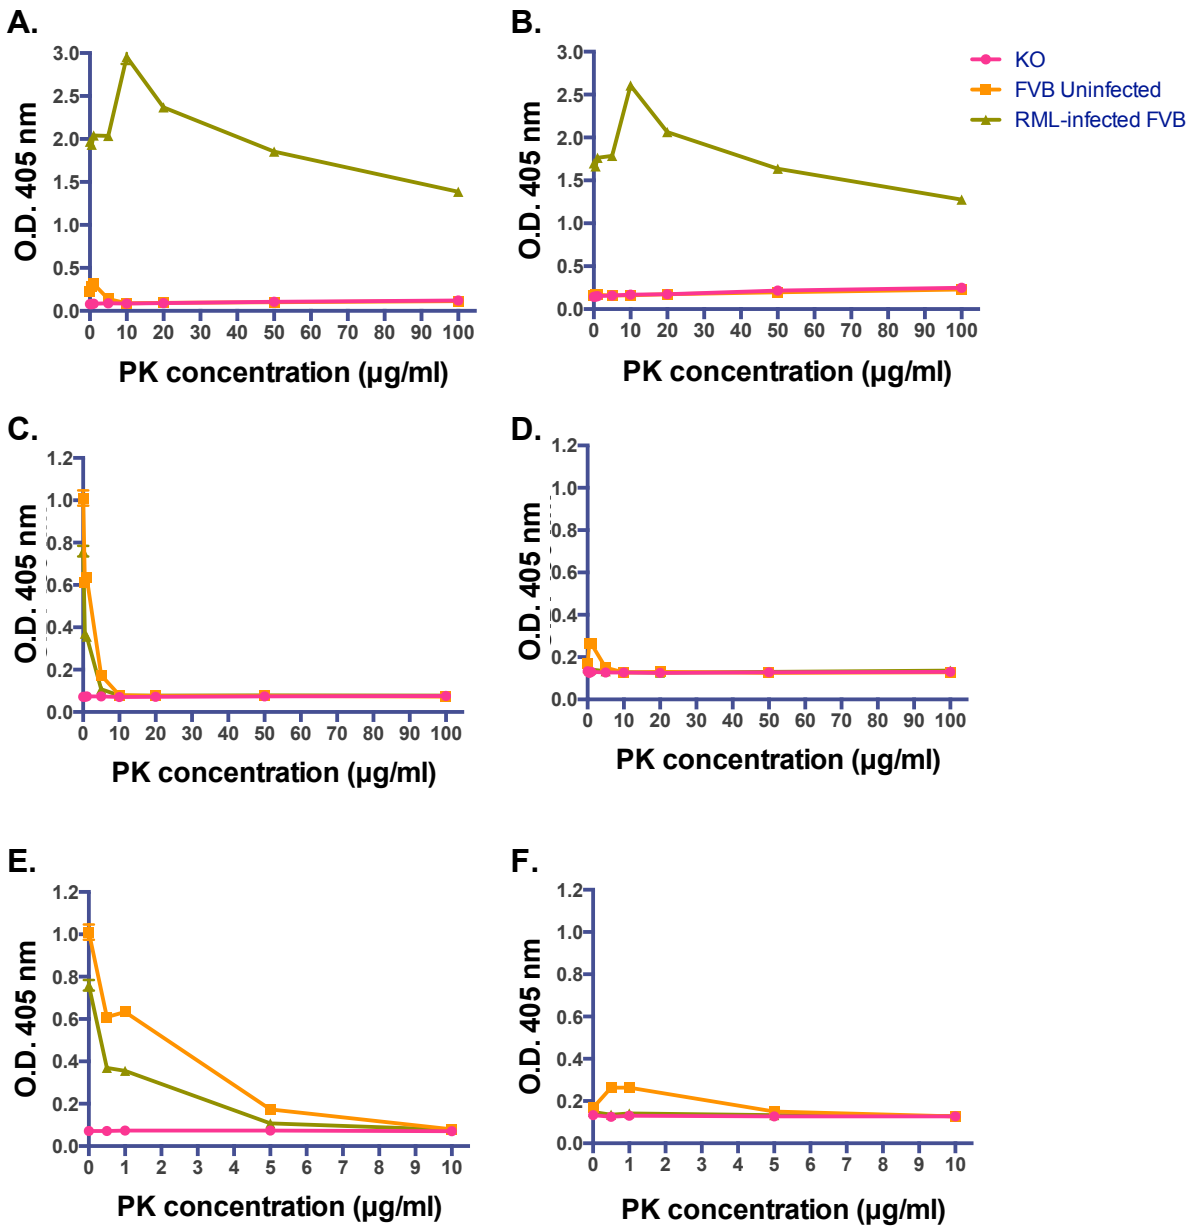 A.
3.0
2.5
2.0
1.5
1.0
0.5
0.0
O.D. 405 nm
0 10 20 30 40 50 60 70 80 90 100
PK concentration (µg/ml)
B.
3.0
2.5
2.0
1.5
1.0
0.5
0.0
O.D. 405 nm
0 10 20 30 40 50 60 70 80 90 100
PK concentration (µg/ml)
KO
FVB Uninfected
RML-infected FVB
C.
1.2
1.0
0.8
0.6
0.4
0.2
0.0
O.D. 405 nm
0 10 20 30 40 50 60 70 80 90 100
PK concentration (µg/ml)
D.
1.2
1.0
0.8
0.6
0.4
0.2
0.0
O.D. 405 nm
0 10 20 30 40 50 60 70 80 90 100
PK concentration (µg/ml)
E.
1.2
1.0
0.8
0.6
0.4
0.2
0.0
O.D. 405 nm
0 1 2 3 4 5 6 7 8 9 10
PK concentration (µg/ml)
F.
1.2
1.0
0.8
0.6
0.4
0.2
0.0
O.D. 405 nm
0 1 2 3 4 5 6 7 8 9 10
PK concentration (µg/ml)